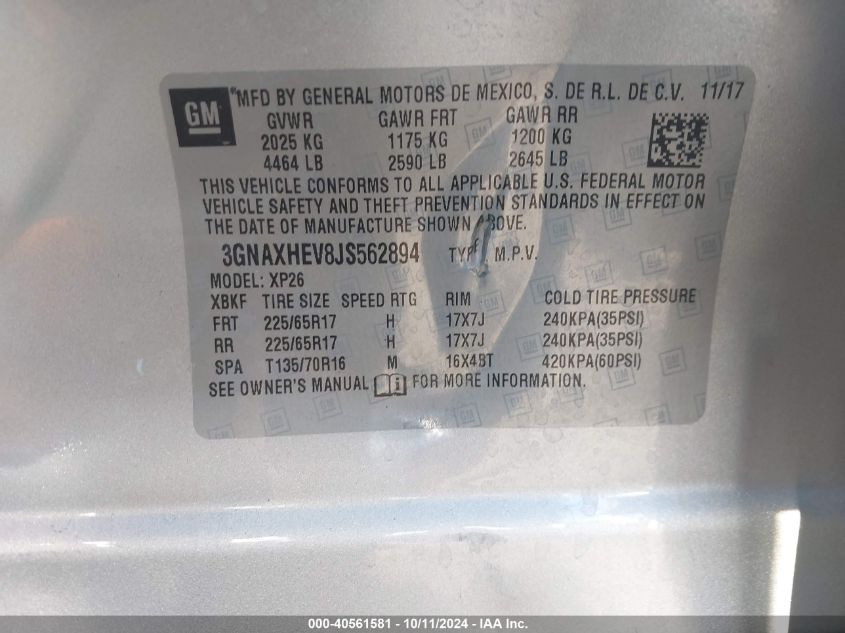 GM
*MFD BY GENERAL MOTORS DE MEXICO, S. DE R.L. DE C.V. 11/17
GVWR GAWR FRT GAWR RR
2025 KG 1175 KG 1200 KG
4464 LB 2590 LB 2645 LB
THIS VEHICLE CONFORMS TO ALL APPLICABLE U.S. FEDERAL MOTOR
VEHICLE SAFETY AND THEFT PREVENTION STANDARDS IN EFFECT ON
THE DATE OF MANUFACTURE SHOWN ABOVE.
3GNAXHEV8JS562894 TYPE M.P.V.
MODEL: XP26
XBKF TIRE SIZE SPEED RTG RIM COLD TIRE PRESSURE
FRT 225/65R17 H 17X7J 240KPA(35PSI)
RR 225/65R17 H 17X7J 240KPA(35PSI)
SPA T135/70R16 M 16X4BT 420KPA(60PSI)
SEE OWNER'S MANUAL FOR MORE INFORMATION.
000-40561581 - 10/11/2024 - IAA Inc.